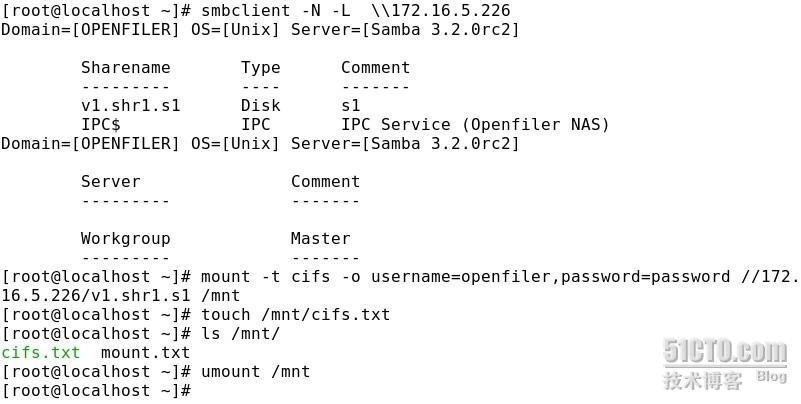 [root@localhost ~]# smbclient -N -L  \\172.16.5.226
Domain=[OPENFILER] OS=[Unix] Server=[Samba 3.2.0rc2]
        Sharename       Type      Comment
        ---------       ----      -------
        v1.shr1.s1      Disk      s1
        IPC$            IPC       IPC Service (Openfiler NAS)
Domain=[OPENFILER] OS=[Unix] Server=[Samba 3.2.0rc2]
        Server               Comment
        ---------            -------
        Workgroup            Master
        ---------            -------
[root@localhost ~]# mount -t cifs -o username=openfiler,password=password //172.
16.5.226/v1.shr1.s1 /mnt
[root@localhost ~]# touch /mnt/cifs.txt
[root@localhost ~]# ls /mnt/
cifs.txt  mount.txt
[root@localhost ~]# umount /mnt
[root@localhost ~]#
51CTO.com
技术博客 Blog